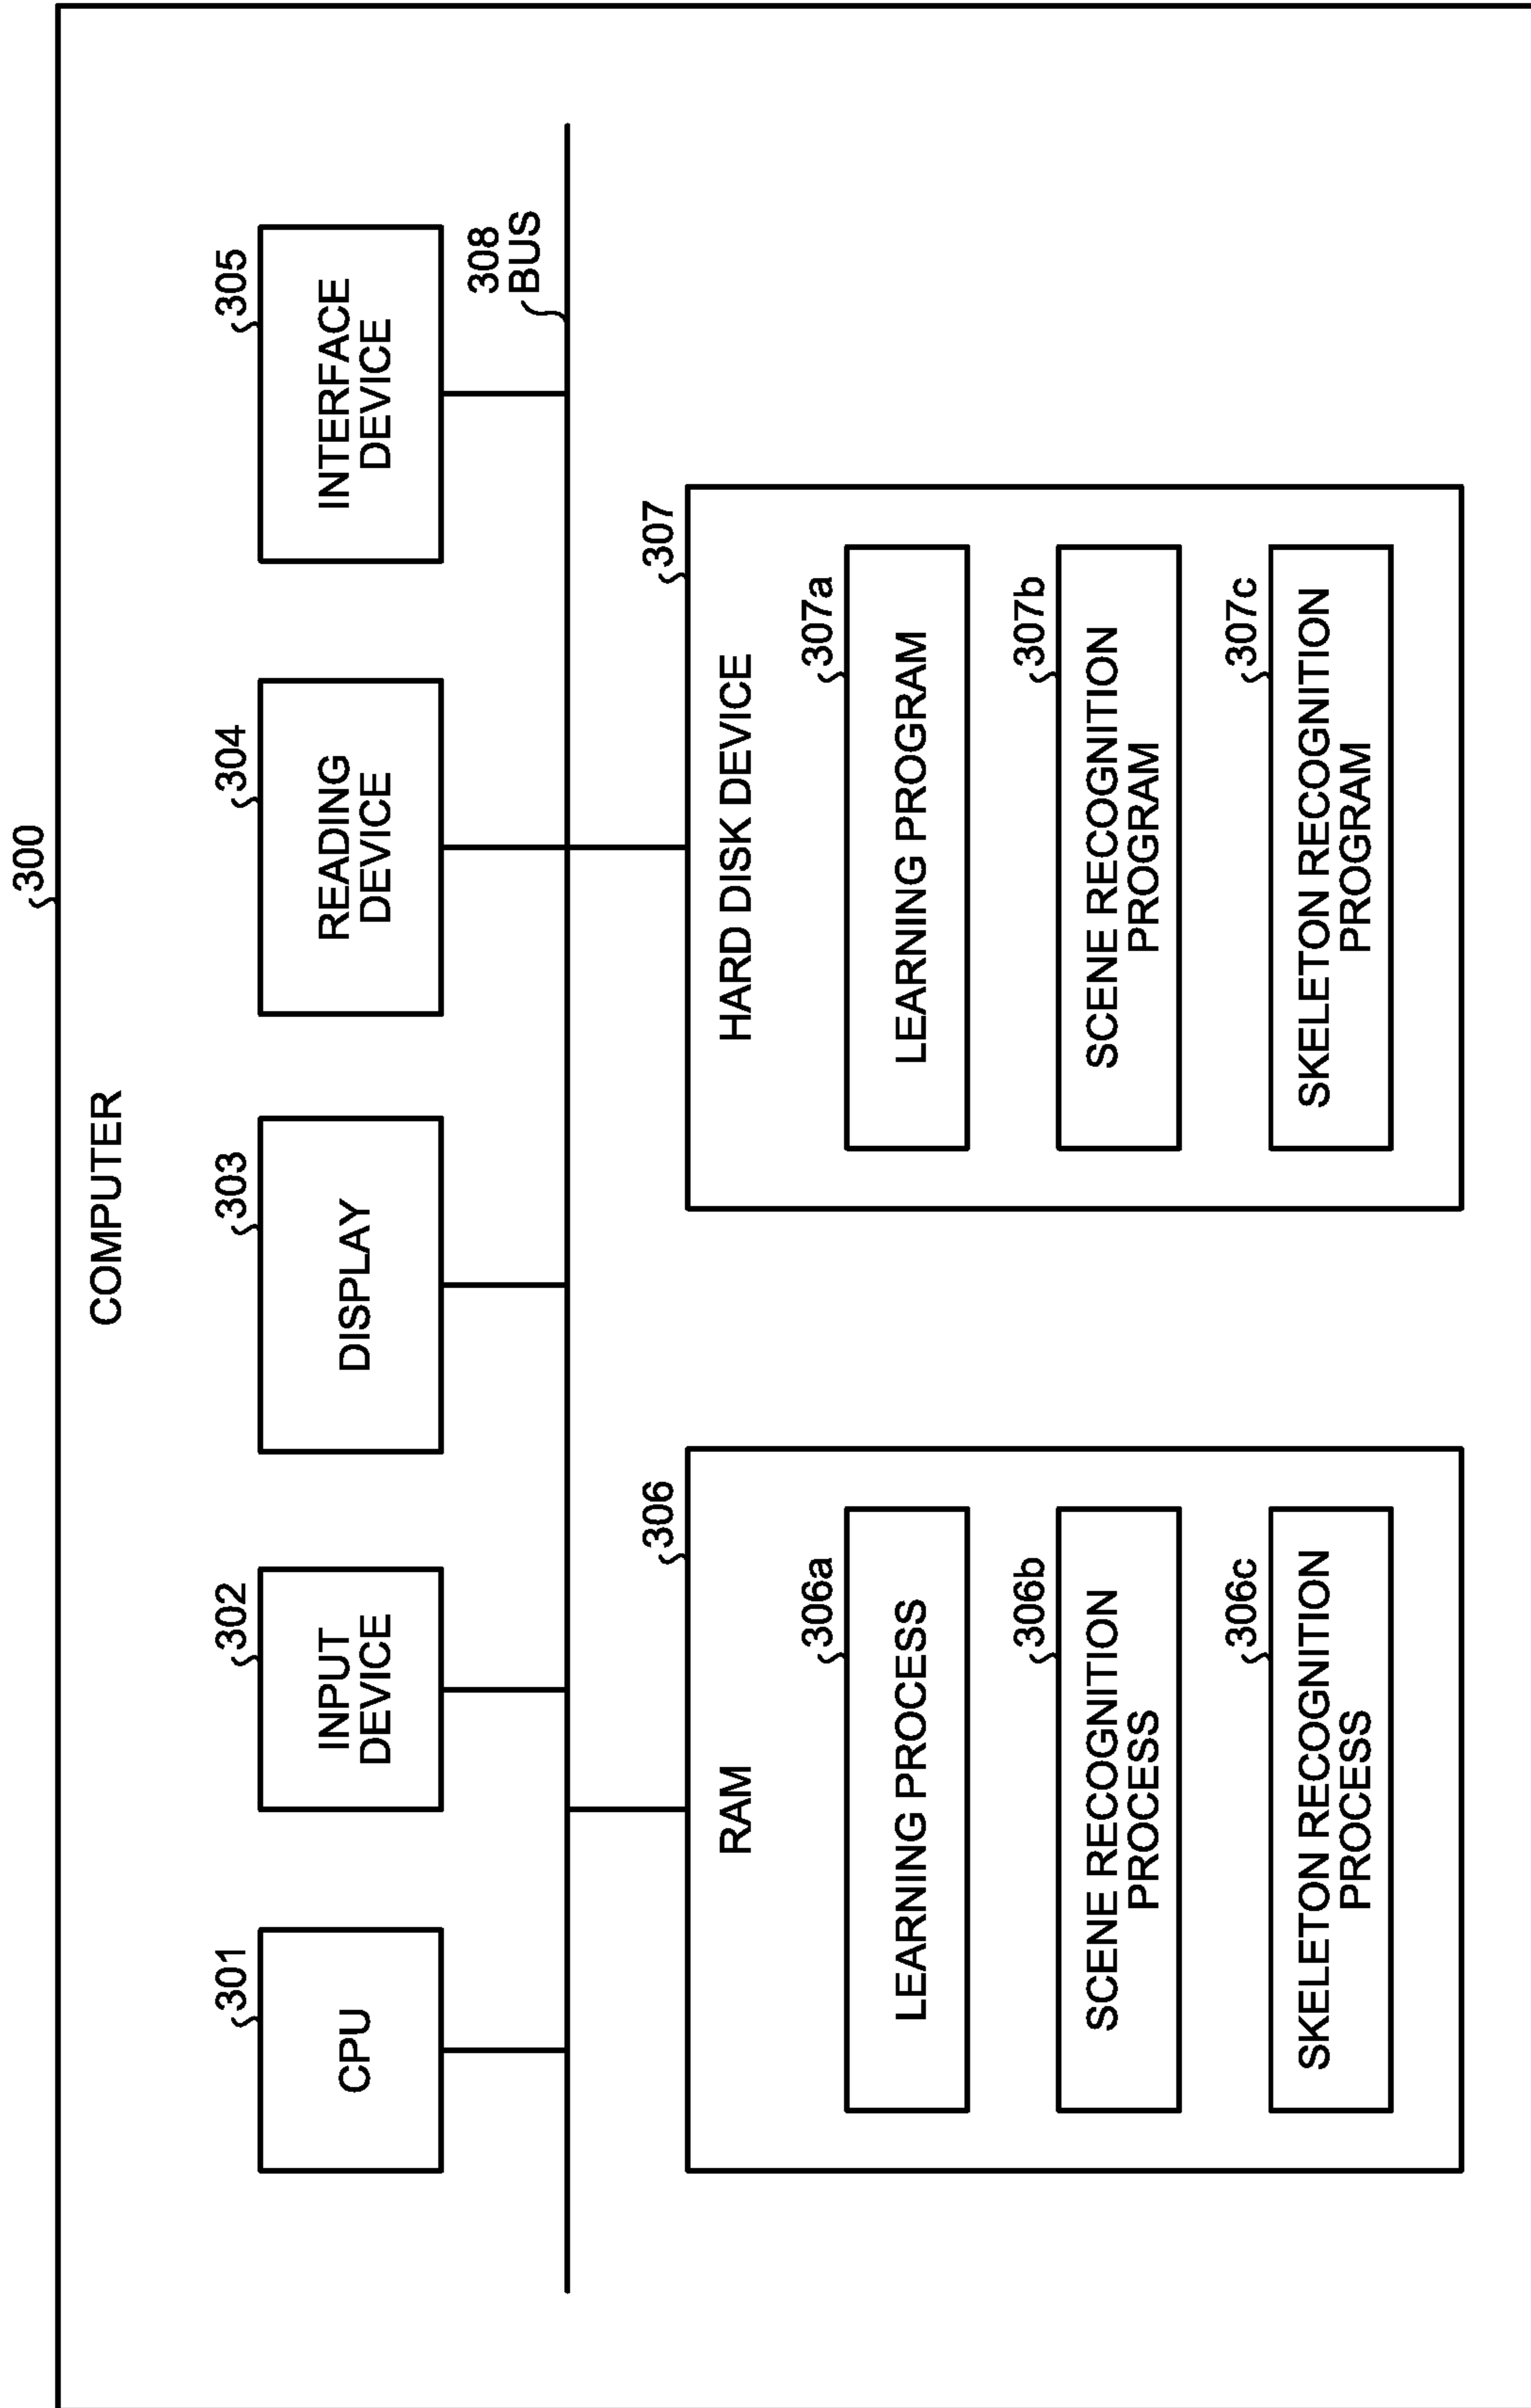 300
COMPUTER
301
CPU
302
INPUT
DEVICE
303
DISPLAY
304
READING
DEVICE
305
INTERFACE
DEVICE
308
BUS
306
RAM
306a
LEARNING PROCESS
306b
SCENE RECOGNITION
PROCESS
306c
SKELETON RECOGNITION
PROCESS
307
HARD DISK DEVICE
307a
LEARNING PROGRAM
307b
SCENE RECOGNITION
PROGRAM
307c
SKELETON RECOGNITION
PROGRAM